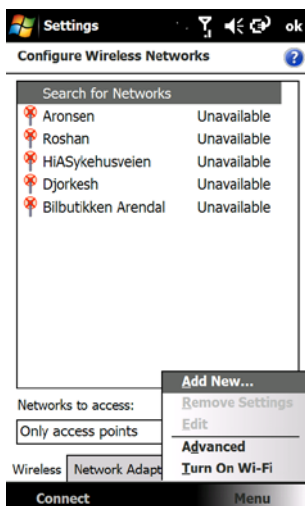 Settings ok
Configure Wireless Networks
Search for Networks
Aronsen Unavailable
Roshan Unavailable
HiASykehusveien Unavailable
Djorkesh Unavailable
Bilbutikken Arendal Unavailable
Add New...
Networks to access: Remove Settings
Edit
Only access points
Advanced
Wireless Network Adapt Turn On Wi-Fi
Connect Menu